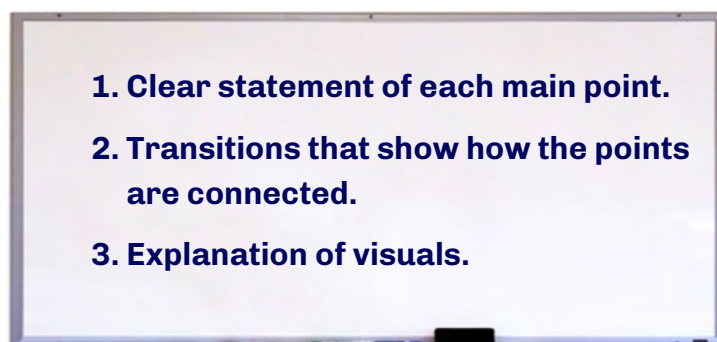 1. Clear statement of each main point.
2. Transitions that show how the points
are connected.
3. Explanation of visuals.